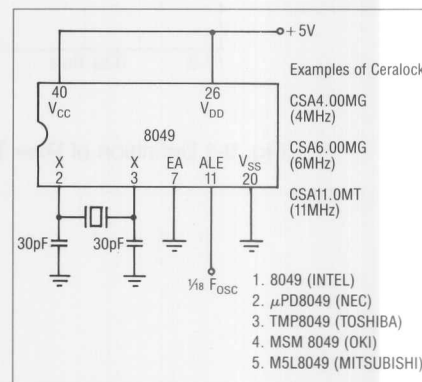 + 5V
Examples of Ceralock
40 26
V_CC V_DD
CSA4.00MG
(4MHz)
8049
CSA6.00MG
(6MHz)
X X EA ALE V_SS
2 3 7 11 20
CSA11.0MT
(11MHz)
30pF 30pF
1/18 F_OSC
1. 8049 (INTEL)
2. μPD8049 (NEC)
3. TMP8049 (TOSHIBA)
4. MSM 8049 (OKI)
5. M5L8049 (MITSUBISHI)